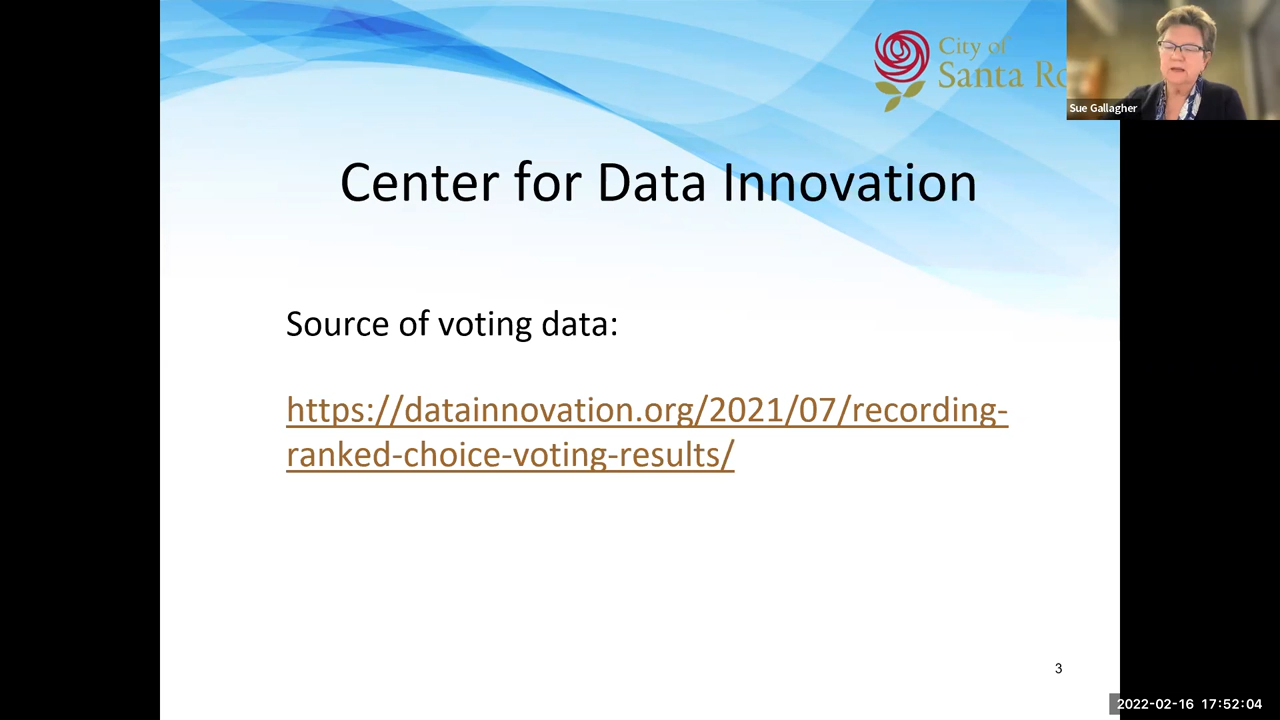 City of
Santa Ro
Sue Gallagher
Center for Data Innovation
Source of voting data:
https://datainnovation.org/2021/07/recording-
ranked-choice-voting-results/
3
2022-02-16 17:52:04